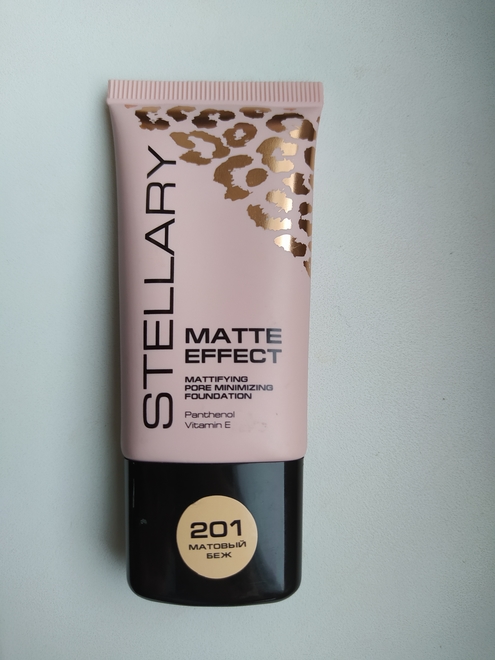 STELLARY
MATTE
EFFECT
MATTIFYING
PORE MINIMIZING
FOUNDATION
Panthenol
Vitamin E
201
МАТОВЫЙ
БЕЖ